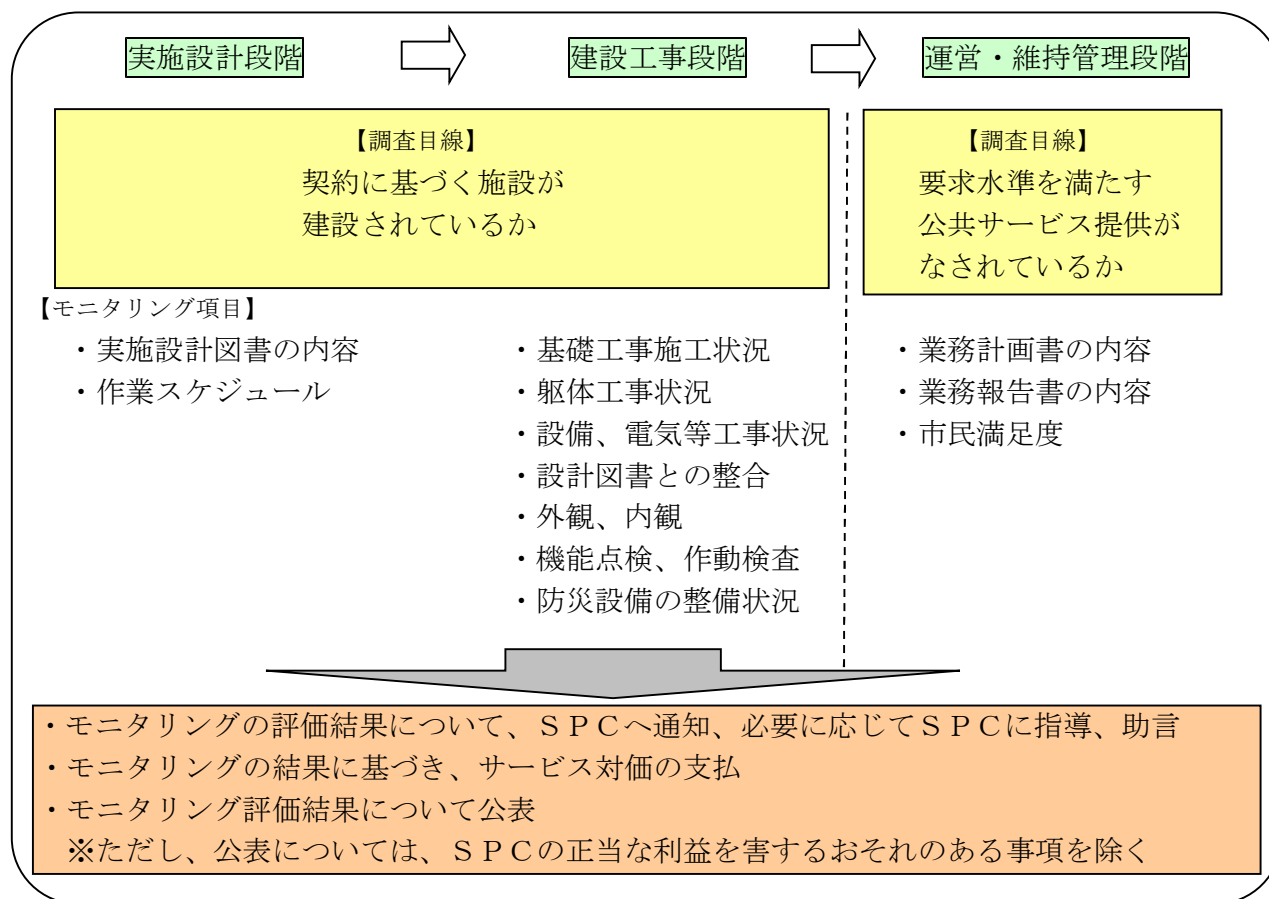 実施設計段階
建設工事段階
運営・維持管理段階
【調査目線】
契約に基づく施設が
建設されているか
【調査目線】
要求水準を満たす
公共サービス提供が
なされているか
【モニタリング項目】
・実施設計図書の内容
・作業スケジュール
・基礎工事施工状況
・躯体工事状況
・設備、電気等工事状況
・設計図書との整合
・外観、内観
・機能点検、作動検査
・防災設備の整備状況
・業務計画書の内容
・業務報告書の内容
・市民満足度
・モニタリングの評価結果について、ＳＰＣへ通知、必要に応じてＳＰＣに指導、助言
・モニタリングの結果に基づき、サービス対価の支払
・モニタリング評価結果について公表
※ただし、公表については、ＳＰＣの正当な利益を害するおそれのある事項を除く